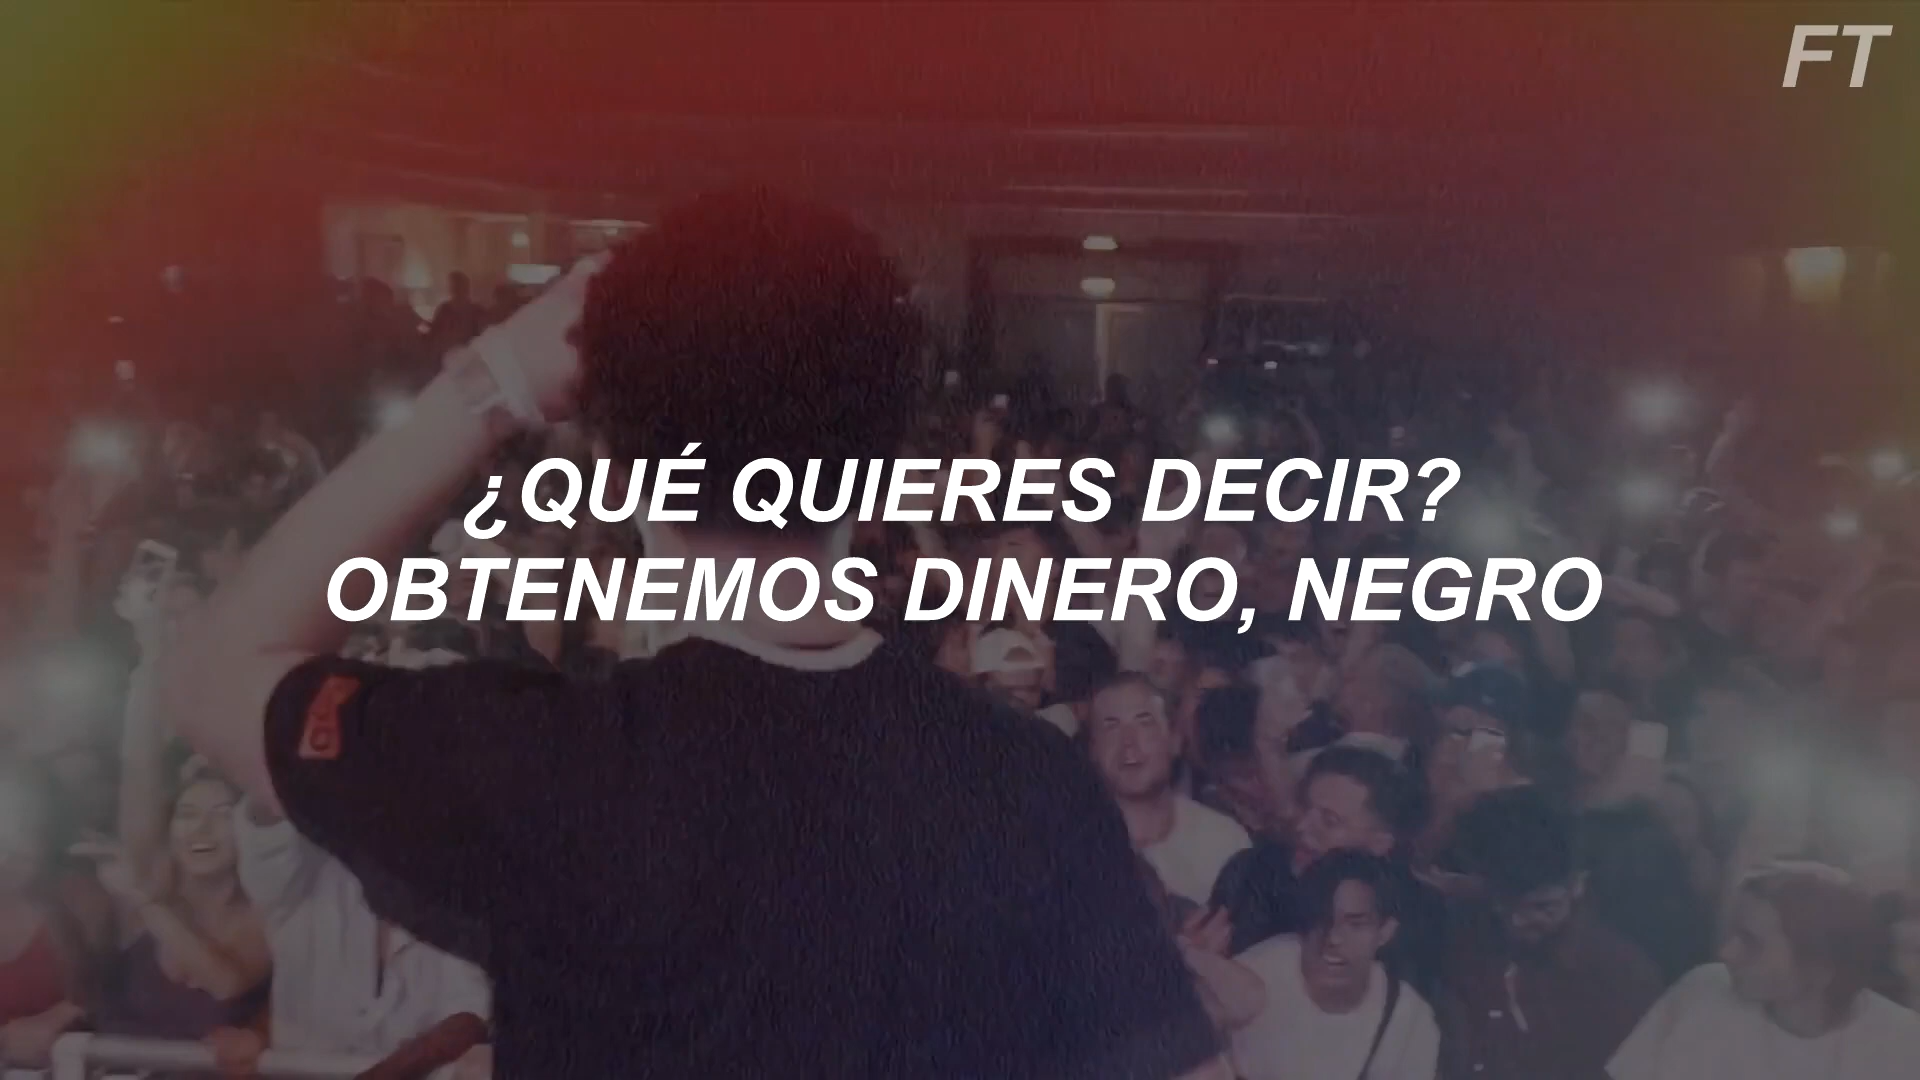 FT
¿QUÉ QUIERES DECIR?
OBTENEMOS DINERO, NEGRO